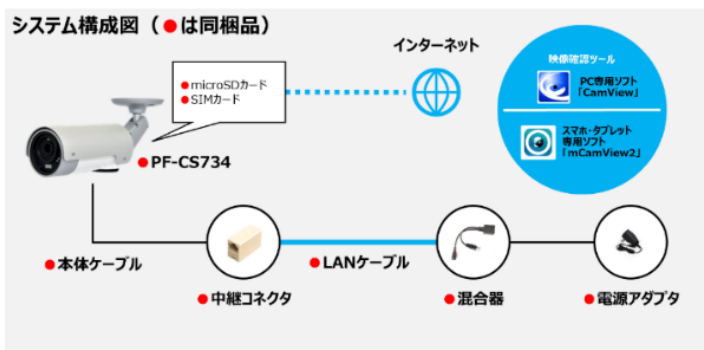 システム構成図（●は同梱品）
インターネット
●microSDカード
●SIMカード
映像確認ツール
PC専用ソフト
「CamView」
スマホ・タブレット
専用ソフト
「mCamView2」
●PF-CS734
●本体ケーブル
●LANケーブル
●中継コネクタ
●混合器
●電源アダプタ